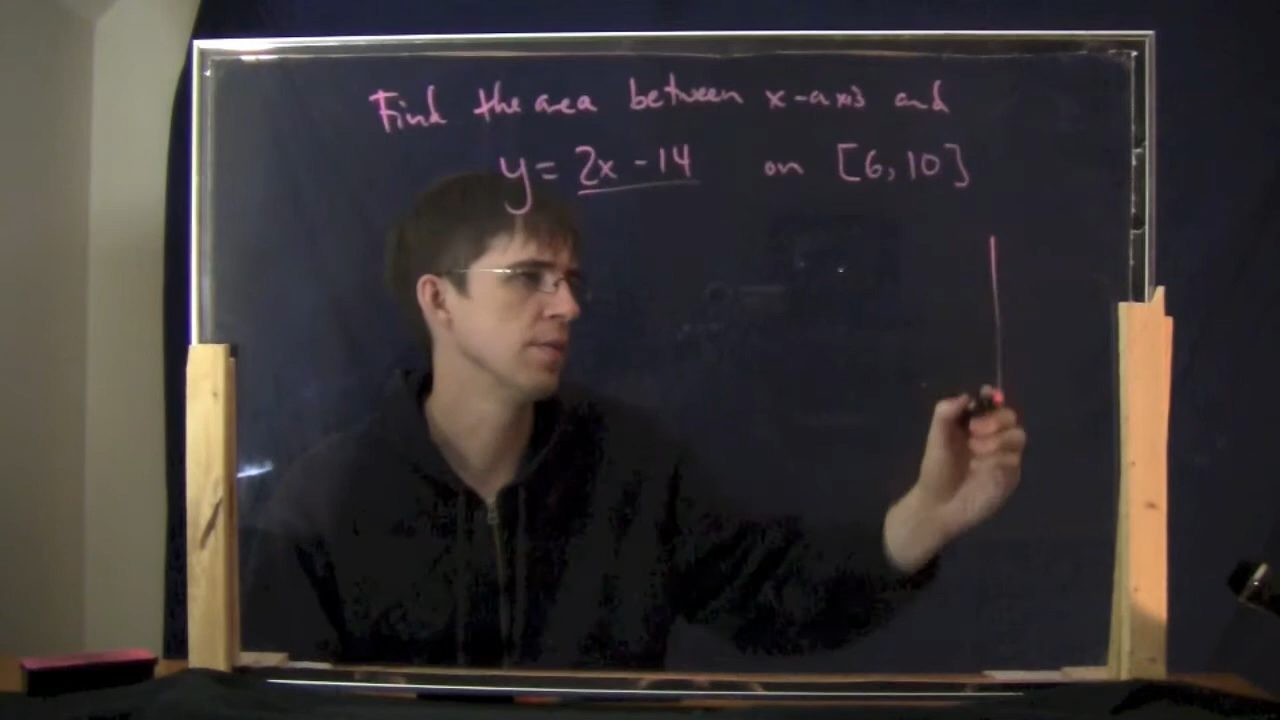 Find the area between x-axis and
y = 2x - 14 on [6, 10]